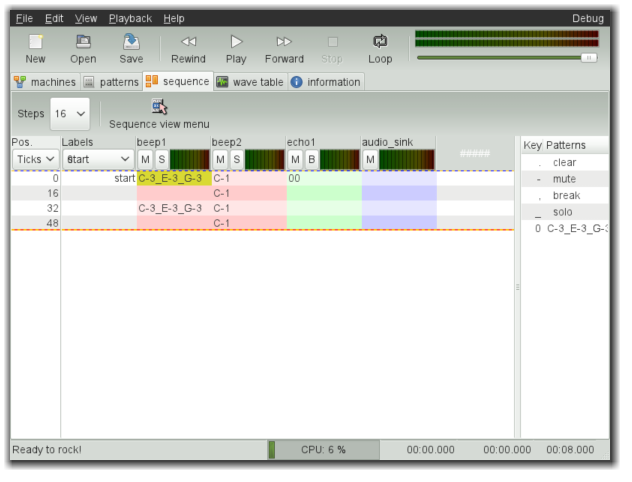 File Edit View Playback Help Debug
New Open Save Rewind Play Forward Stop Loop
machines patterns sequence wave table information
Steps 16 Sequence view menu
Pos. Labels beep1 beep2 echo1 audio_sink Key Patterns
Ticks M S M S M B M ##### . clear
0 start C-3_E-3_G-3 C-1 00 - mute
16 C-1 , break
32 C-3_E-3_G-3 C-1 _ solo
48 C-1 0 C-3_E-3_G-3
Ready to rock! CPU: 6 % 00:00.000 00:00.000 00:08.000